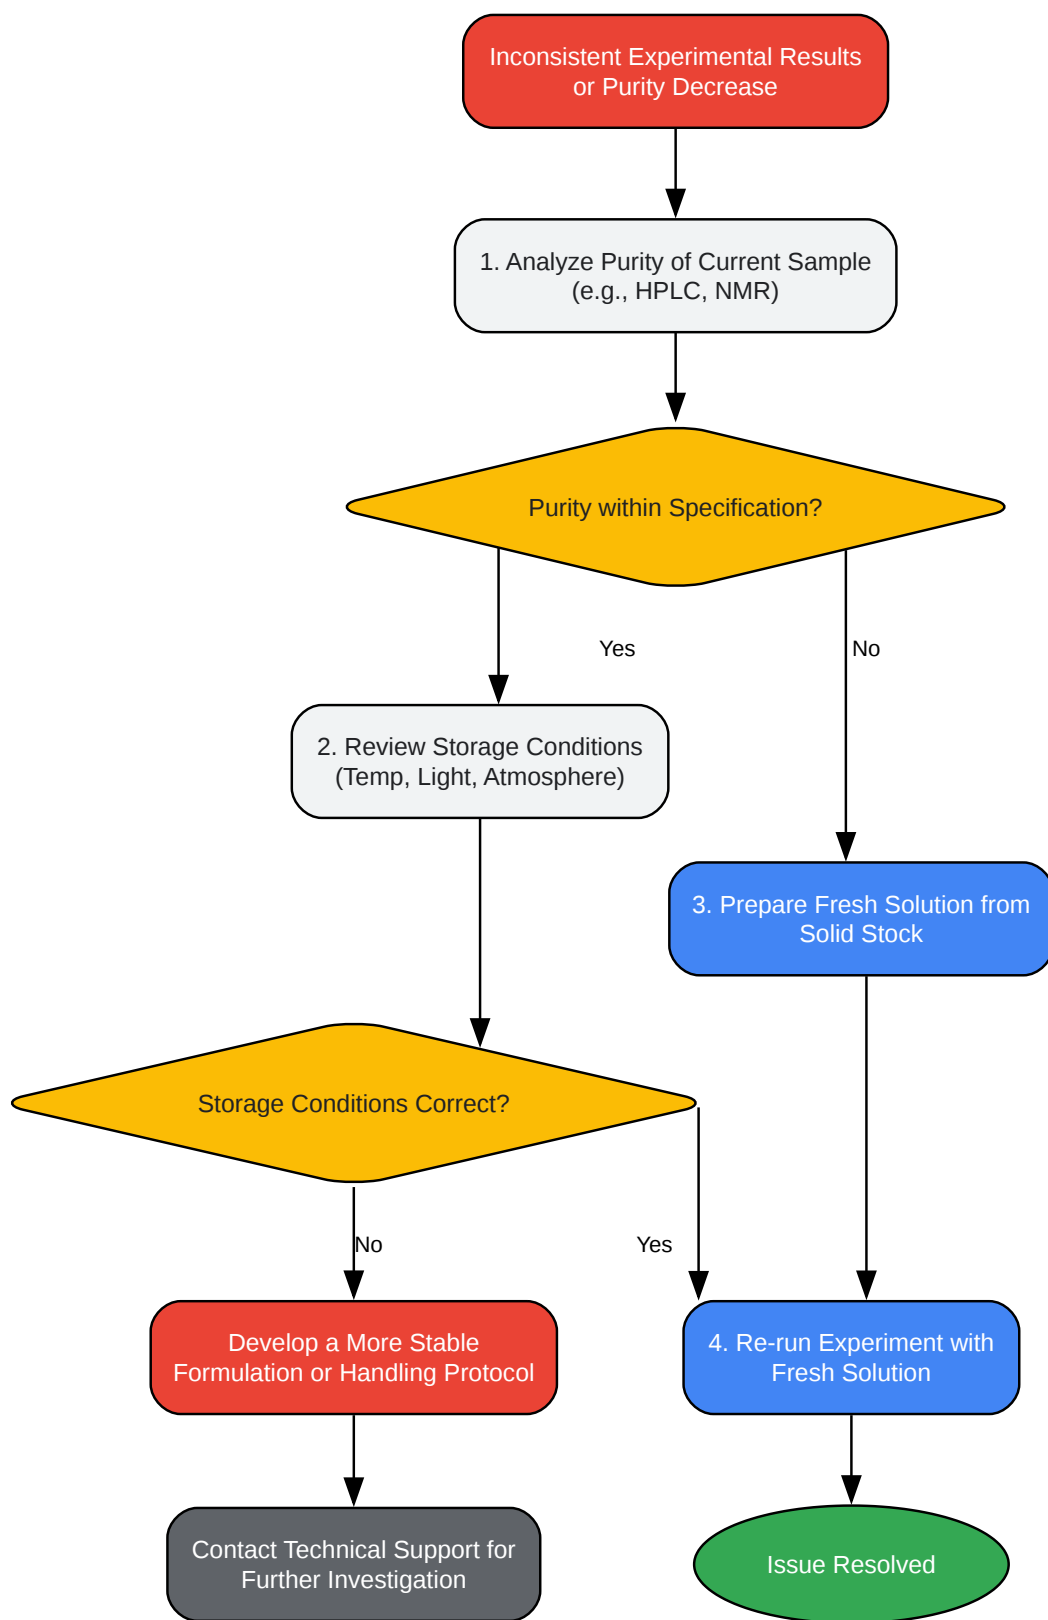 Inconsistent Experimental Results
or Purity Decrease
1. Analyze Purity of Current Sample
(e.g., HPLC, NMR)
Purity within Specification?
Yes
No
2. Review Storage Conditions
(Temp, Light, Atmosphere)
3. Prepare Fresh Solution from
Solid Stock
Storage Conditions Correct?
No
Yes
Develop a More Stable
Formulation or Handling Protocol
4. Re-run Experiment with
Fresh Solution
Contact Technical Support for
Further Investigation
Issue Resolved